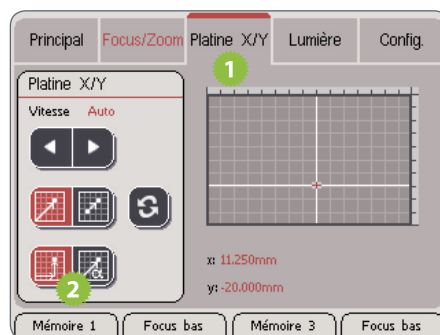 Principal Focus/Zoom Platine X/Y Lumière Config.
1
Platine X/Y
Vitesse Auto
x: 11.250mm
2
y: -20.000mm
Mémoire 1 Focus bas Mémoire 3 Focus bas